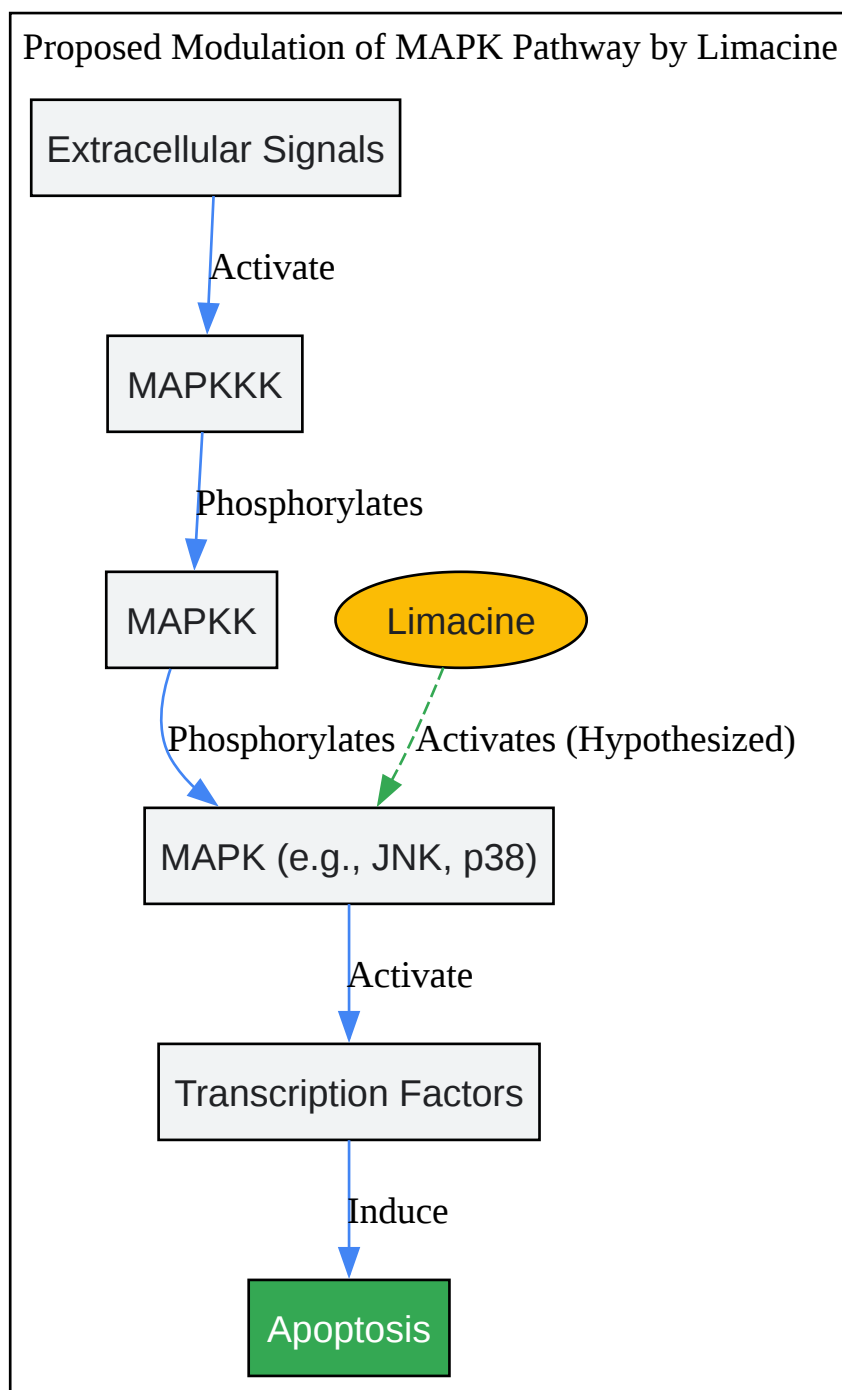 Proposed Modulation of MAPK Pathway by Limacine
Extracellular Signals
Activate
MAPKKK
Phosphorylates
MAPKK
Limacine
Phosphorylates
Activates (Hypothesized)
MAPK (e.g., JNK, p38)
Activate
Transcription Factors
Induce
Apoptosis